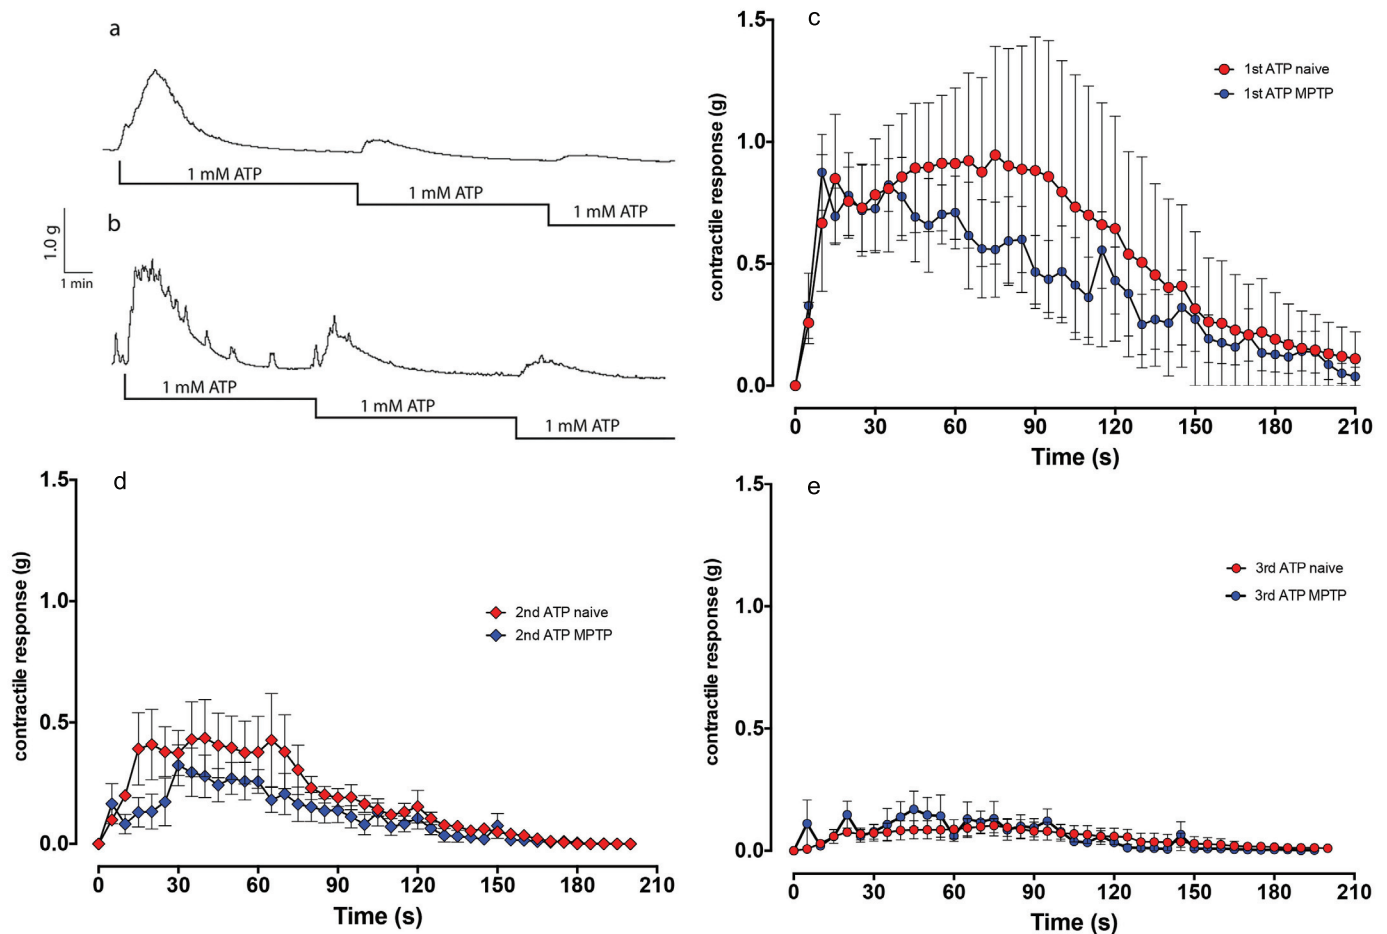 a
1 mM ATP
1 mM ATP
1 mM ATP
1.0 g
1 min
b
1 mM ATP
1 mM ATP
1 mM ATP
c
1.5
1.0
0.5
0.0
contractile response (g)
1st ATP naive
1st ATP MPTP
0 30 60 90 120 150 180 210
Time (s)
d
1.5
1.0
0.5
0.0
contractile response (g)
2nd ATP naive
2nd ATP MPTP
0 30 60 90 120 150 180 210
Time (s)
e
1.5
1.0
0.5
0.0
contractile response (g)
3rd ATP naive
3rd ATP MPTP
0 30 60 90 120 150 180 210
Time (s)